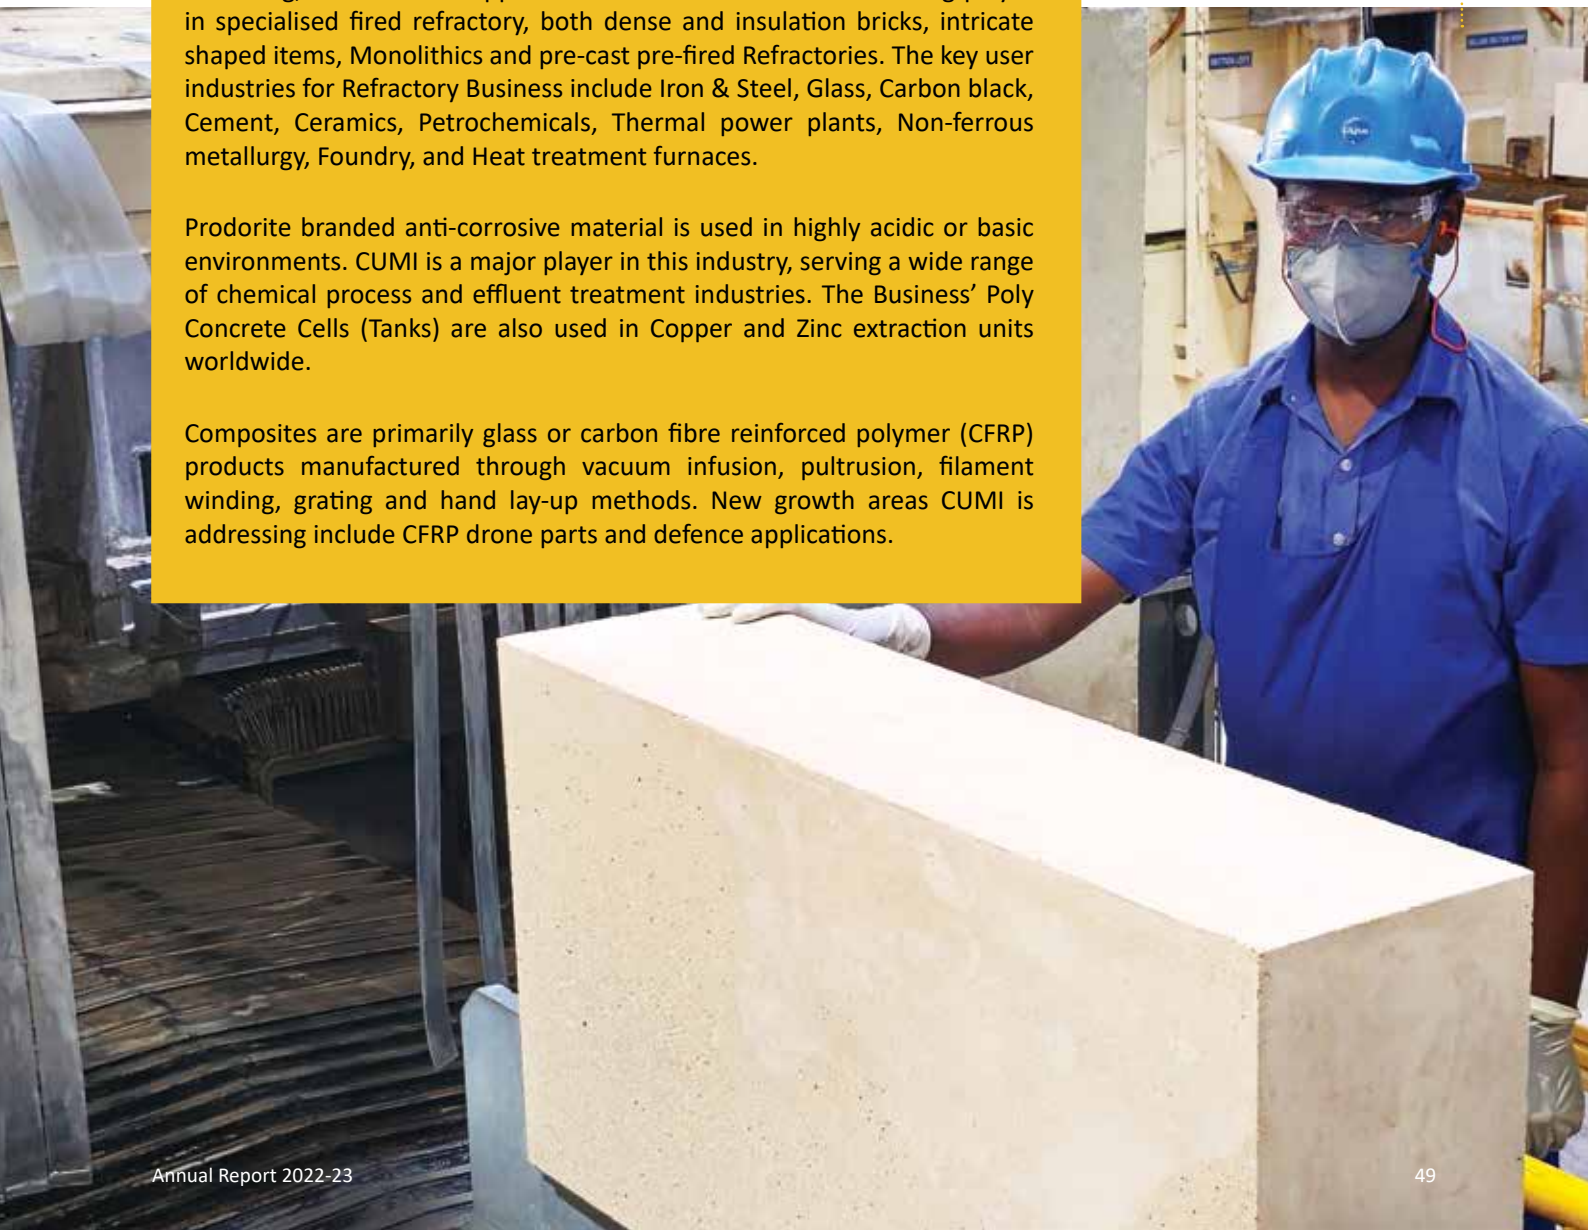 in specialised fired refractory, both dense and insulation bricks, intricate
shaped items, Monolithics and pre-cast pre-fired Refractories. The key user
industries for Refractory Business include Iron & Steel, Glass, Carbon black,
Cement, Ceramics, Petrochemicals, Thermal power plants, Non-ferrous
metallurgy, Foundry, and Heat treatment furnaces.
Prodorite branded anti-corrosive material is used in highly acidic or basic
environments. CUMI is a major player in this industry, serving a wide range
of chemical process and effluent treatment industries. The Business’ Poly
Concrete Cells (Tanks) are also used in Copper and Zinc extraction units
worldwide.
Composites are primarily glass or carbon fibre reinforced polymer (CFRP)
products manufactured through vacuum infusion, pultrusion, filament
winding, grating and hand lay-up methods. New growth areas CUMI is
addressing include CFRP drone parts and defence applications.
Annual Report 2022-23
49